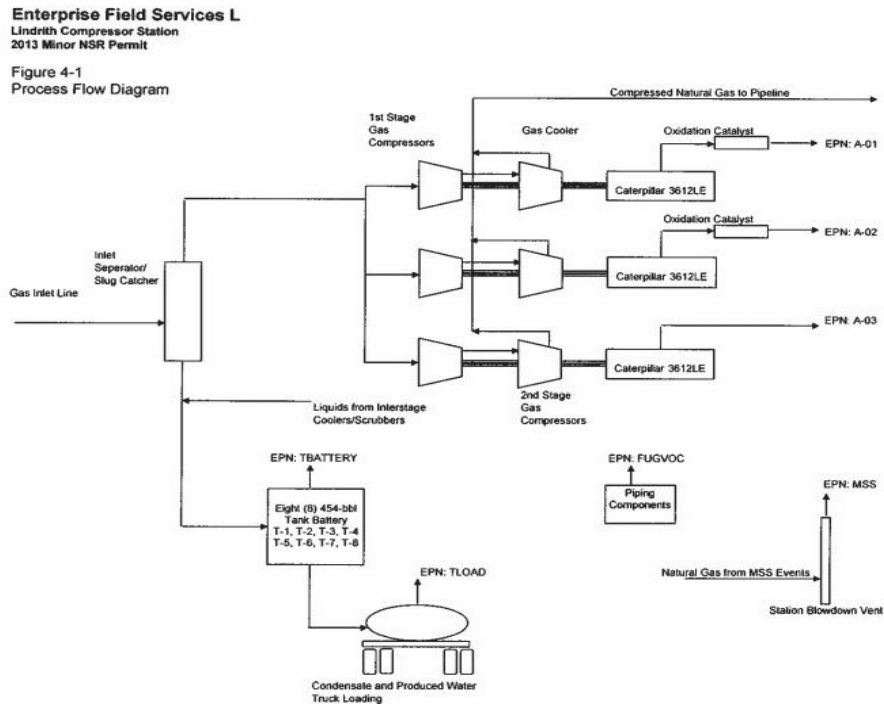 Enterprise Field Services L
Lindrith Compressor Station
2013 Minor NSR Permit
Figure 4-1
Process Flow Diagram
Compressed Natural Gas to Pipeline
1st Stage
Gas
Compressors
Gas Cooler
Oxidation Catalyst
EPN: A-01
Caterpillar 3612LE
Oxidation Catalyst
EPN: A-02
Caterpillar 3612LE
Inlet
Seperator/
Slug Catcher
Gas Inlet Line
EPN: A-03
Caterpillar 3612LE
2nd Stage
Gas
Compressors
Liquids from Interstage
Coolers/Scrubbers
EPN: TBATTERY
Eight (8) 454-bbl
Tank Battery
T-1, T-2, T-3, T-4
T-5, T-6, T-7, T-8
EPN: FUGVOC
Piping
Components
EPN: MSS
Natural Gas from MSS Events
Station Blowdown Vent
EPN: TLOAD
Condensate and Produced Water
Truck Loading